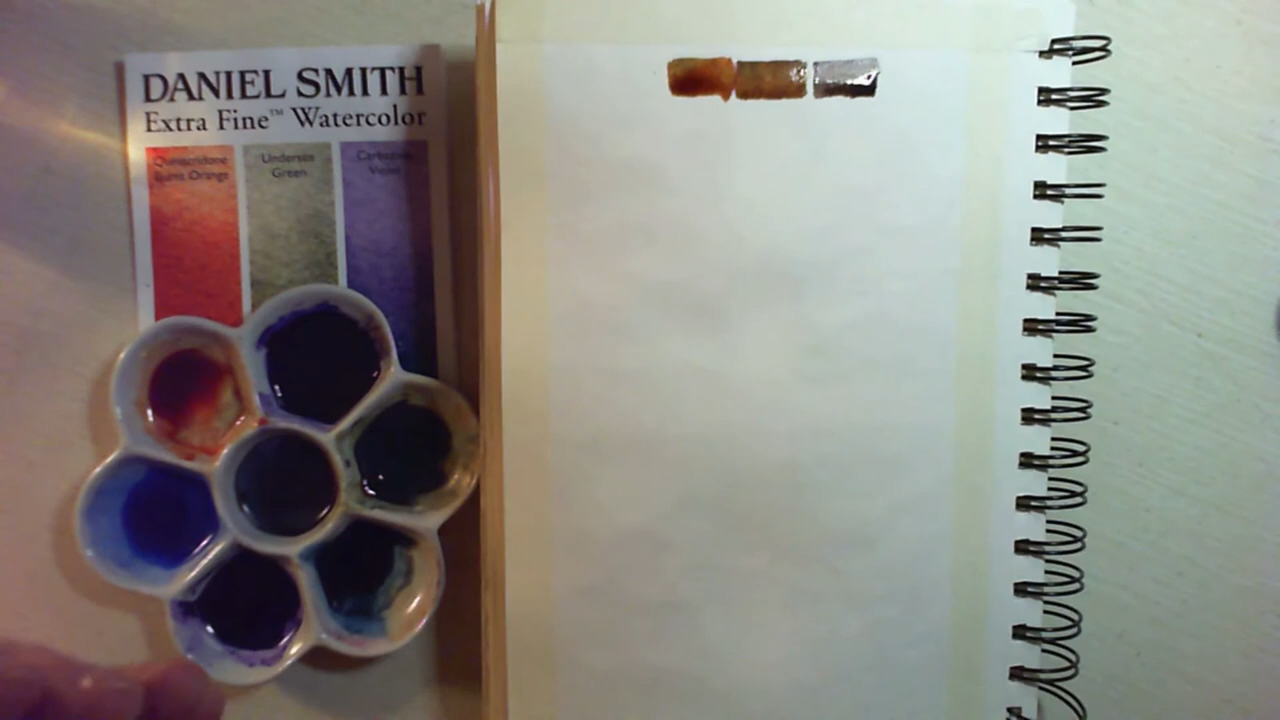 DANIEL SMITH
Extra Fine™ Watercolor
Quinacridone
Burnt Orange
Undersea
Green
Carbazole
Violet